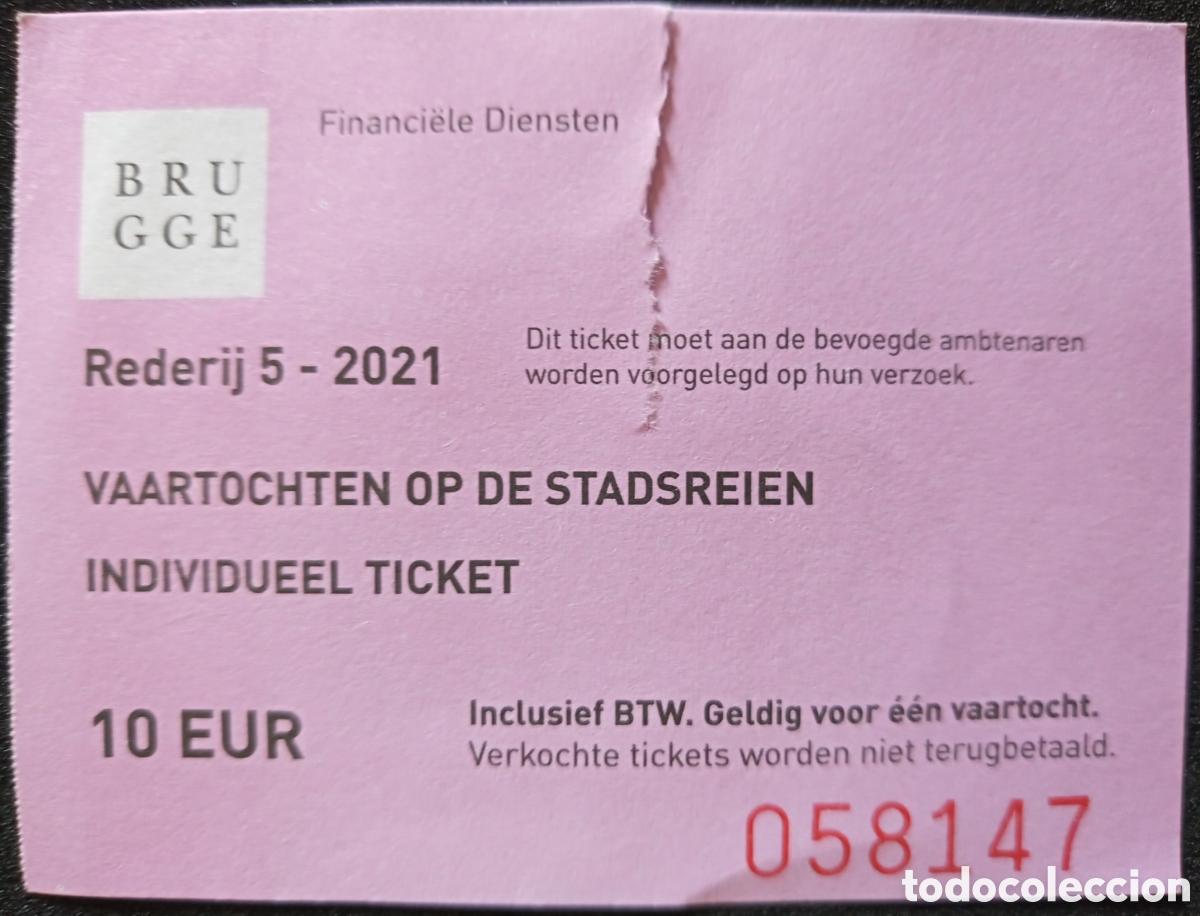 Financiële Diensten
BRU
GGE
Rederij 5 - 2021
Dit ticket moet aan de bevoegde ambtenaren
worden voorgelegd op hun verzoek.
VAARTOCHTEN OP DE STADSREIEN
INDIVIDUEEL TICKET
10 EUR
Inclusief BTW. Geldig voor één vaartocht.
Verkochte tickets worden niet terugbetaald.
058147
todocoleccion